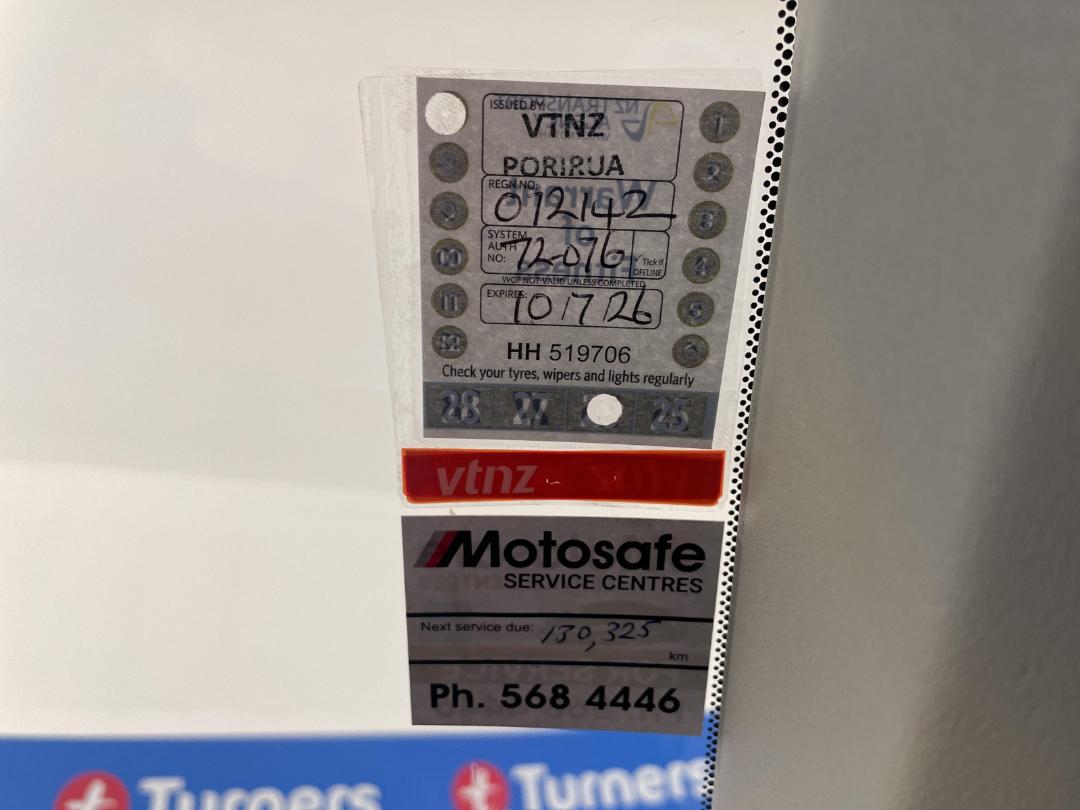 ISSUED BY:
VTNZ
PORIRUA
REGN NO:
012142
SYSTEM
AUTH
NO:
72-076
✓ Tick if
OFFLINE
WOF NOT VALID UNLESS COMPLETED
EXPIRES:
10/7/26
HH 519706
Check your tyres, wipers and lights regularly
1
2
3
4
5
6
8
9
10
11
12
28 27 25
vtnz
Motosafe
SERVICE CENTRES
Next service due: 130,325
km
Ph. 568 4446
Turners Turners